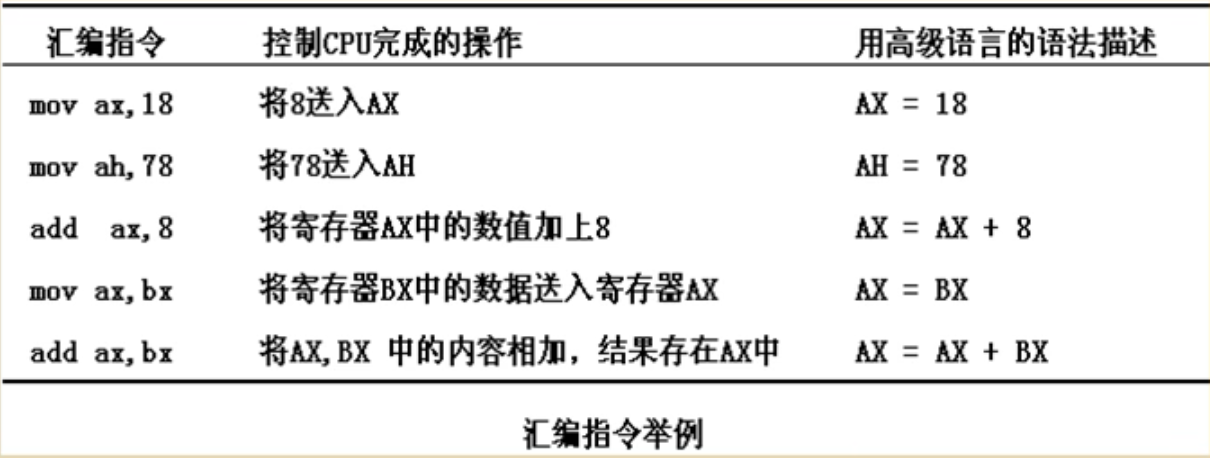 汇编指令 控制CPU完成的操作 用高级语言的语法描述
mov ax,18 将8送入AX AX = 18
mov ah,78 将78送入AH AH = 78
add ax,8 将寄存器AX中的数值加上8 AX = AX + 8
mov ax,bx 将寄存器BX中的数据送入寄存器AX AX = BX
add ax,bx 将AX,BX 中的内容相加，结果存在AX中 AX = AX + BX
汇编指令举例